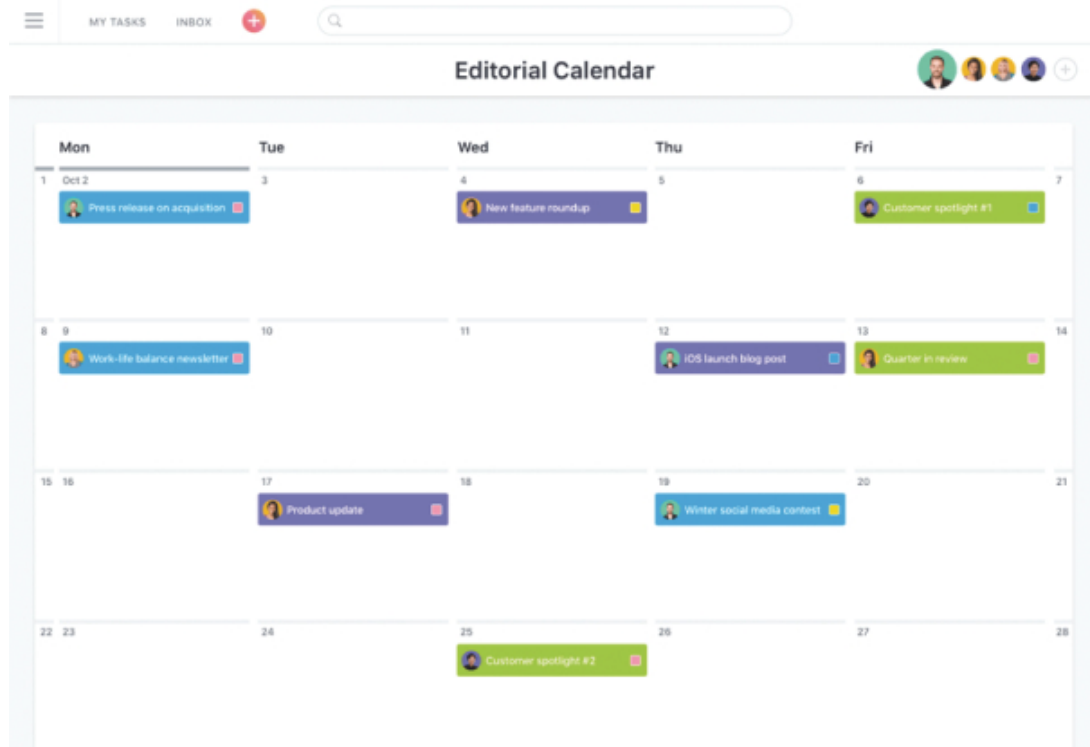 MY TASKS INBOX
Editorial Calendar
Mon Tue Wed Thu Fri
1 Oct 2 3 4 5 6 7
Press release on acquisition New feature roundup Customer spotlight #1
8 9 10 11 12 13 14
Work-life balance newsletter iOS launch blog post Quarter in review
15 16 17 18 19 20 21
Product update Winter social media contest
22 23 24 25 26 27 28
Customer spotlight #2